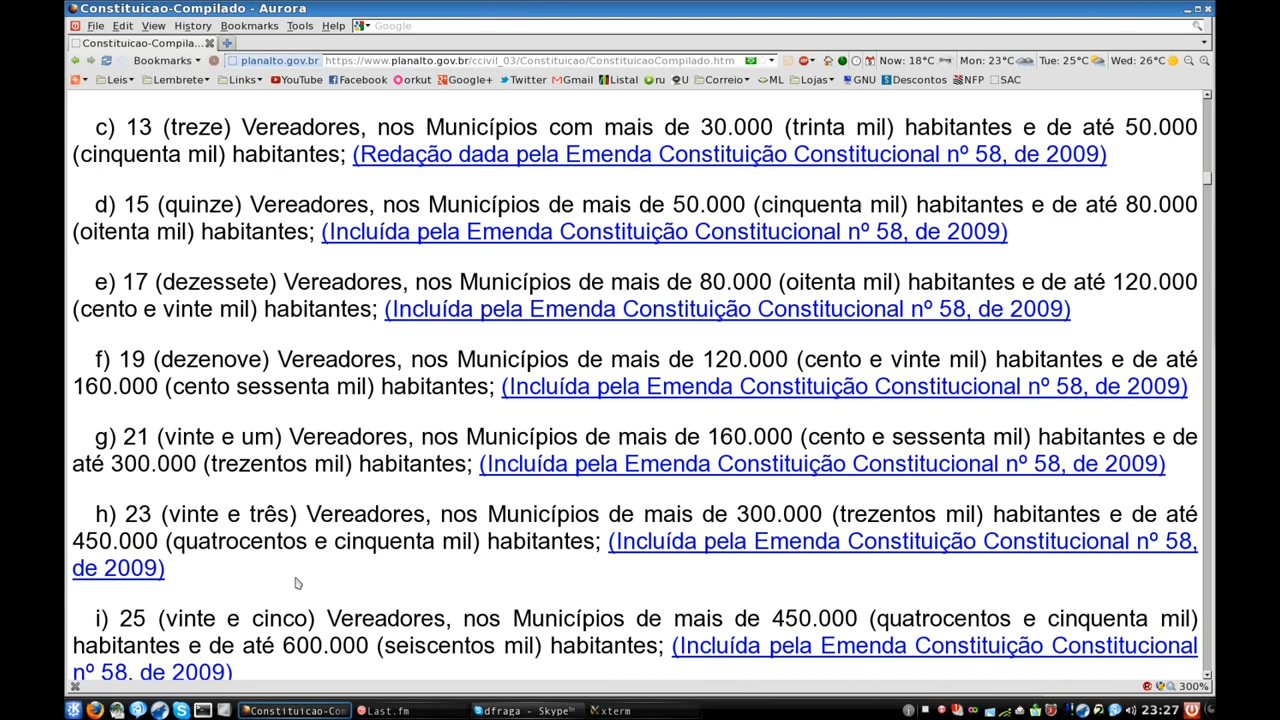 Constituicao-Compilado - Aurora
File Edit View History Bookmarks Tools Help Google
Constituicao-Compila...
Bookmarks planalto.gov.br https://www.planalto.gov.br/ccivil_03/Constituicao/ConstituicaoCompilado.htm Now: 18°C Mon: 23°C Tue: 25°C Wed: 26°C
Leis Lembrete Links YouTube Facebook orkut Google+ Twitter Gmail Listal ru U Correio ML Lojas GNU Descontos NFP SAC
c) 13 (treze) Vereadores, nos Municípios com mais de 30.000 (trinta mil) habitantes e de até 50.000
(cinquenta mil) habitantes; (Redação dada pela Emenda Constituição Constitucional nº 58, de 2009)
d) 15 (quinze) Vereadores, nos Municípios de mais de 50.000 (cinquenta mil) habitantes e de até 80.000
(oitenta mil) habitantes; (Incluída pela Emenda Constituição Constitucional nº 58, de 2009)
e) 17 (dezessete) Vereadores, nos Municípios de mais de 80.000 (oitenta mil) habitantes e de até 120.000
(cento e vinte mil) habitantes; (Incluída pela Emenda Constituição Constitucional nº 58, de 2009)
f) 19 (dezenove) Vereadores, nos Municípios de mais de 120.000 (cento e vinte mil) habitantes e de até
160.000 (cento sessenta mil) habitantes; (Incluída pela Emenda Constituição Constitucional nº 58, de 2009)
g) 21 (vinte e um) Vereadores, nos Municípios de mais de 160.000 (cento e sessenta mil) habitantes e de
até 300.000 (trezentos mil) habitantes; (Incluída pela Emenda Constituição Constitucional nº 58, de 2009)
h) 23 (vinte e três) Vereadores, nos Municípios de mais de 300.000 (trezentos mil) habitantes e de até
450.000 (quatrocentos e cinquenta mil) habitantes; (Incluída pela Emenda Constituição Constitucional nº 58,
de 2009)
i) 25 (vinte e cinco) Vereadores, nos Municípios de mais de 450.000 (quatrocentos e cinquenta mil)
habitantes e de até 600.000 (seiscentos mil) habitantes; (Incluída pela Emenda Constituição Constitucional
nº 58, de 2009)
300%
Constituicao-Com Last.fm dfraga - Skype™ xterm 23:27